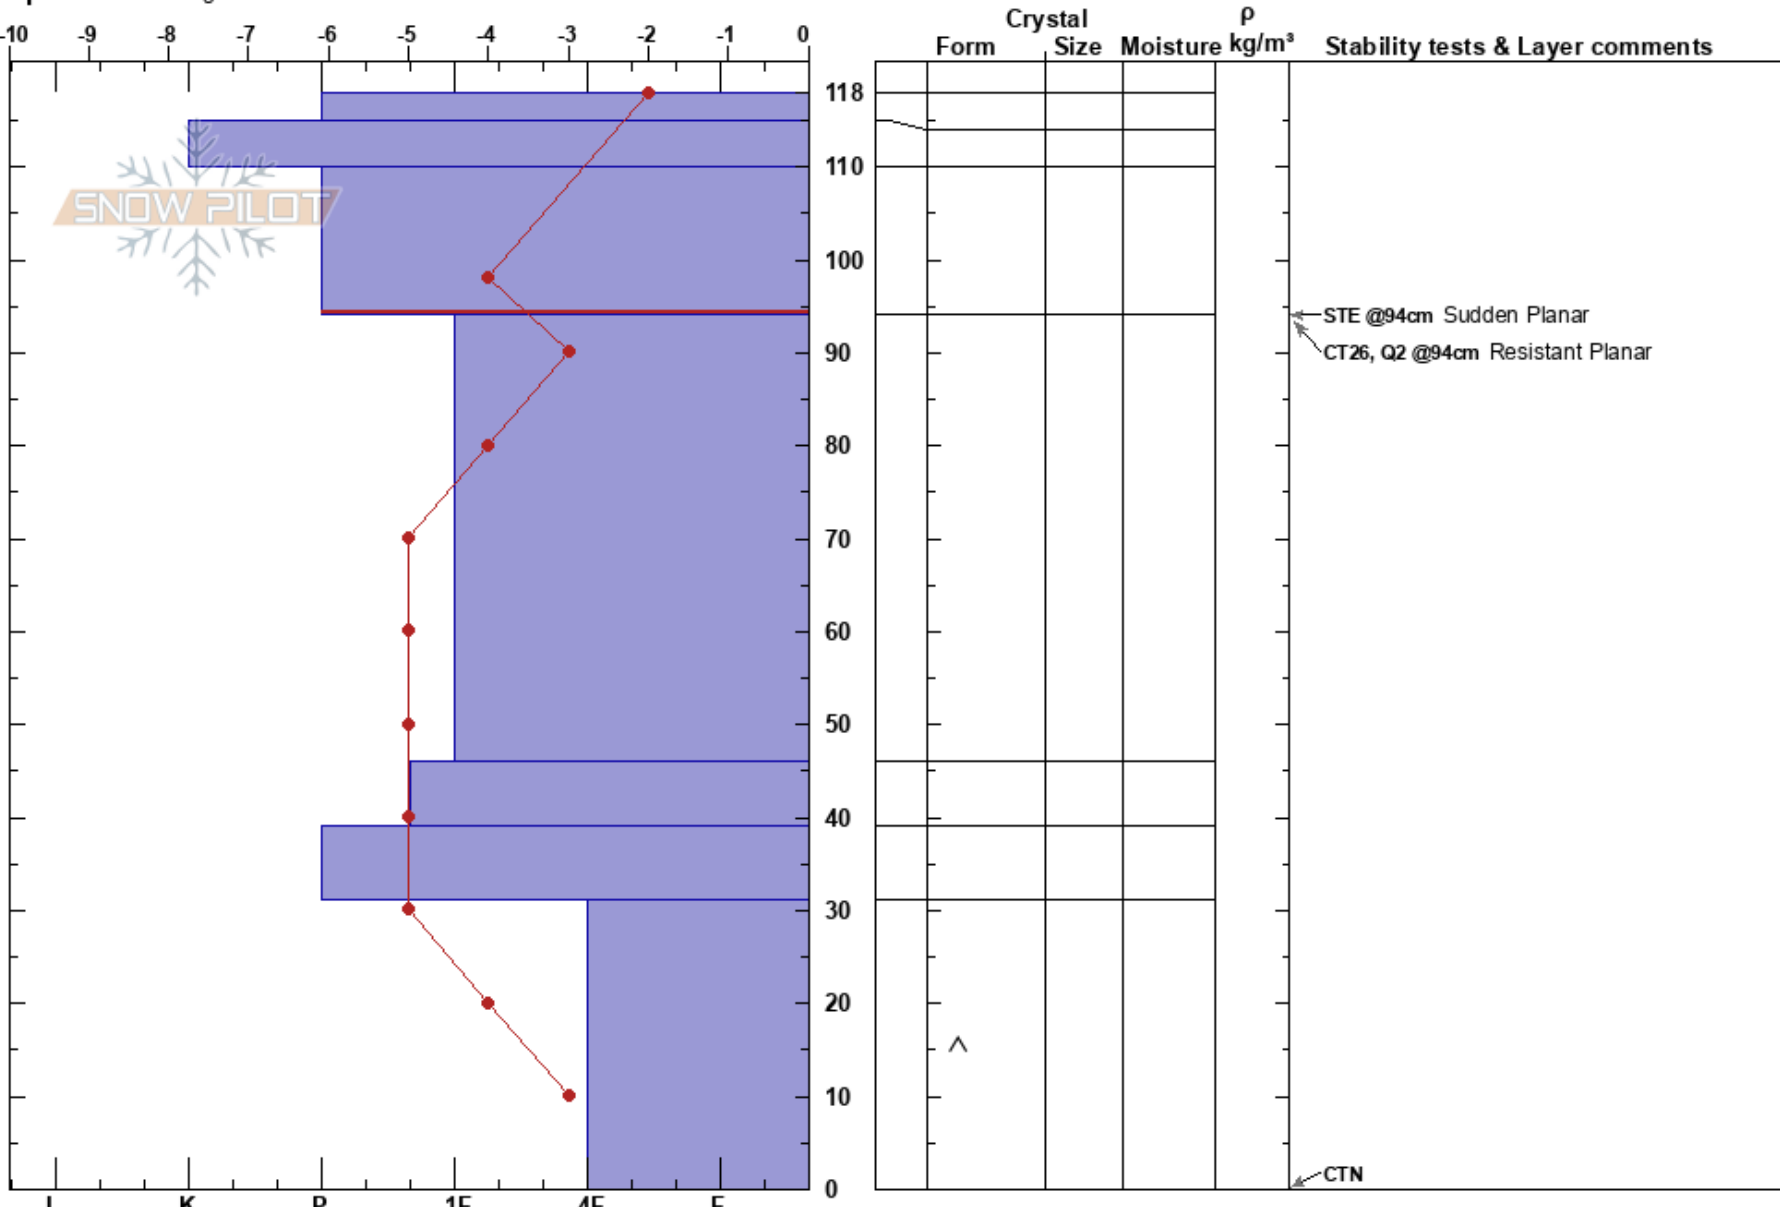 -10 -9 -8 -7 -6 -5 -4 -3 -2 -1 0
Crystal
ρ
Form Size Moisture kg/m³ Stability tests & Layer comments
118
110
SNOW PILOT
100
STE @94cm Sudden Planar
90
CT26, Q2 @94cm Resistant Planar
80
70
60
50
40
30
20
10
CTN
0
I K P 1F 4F F